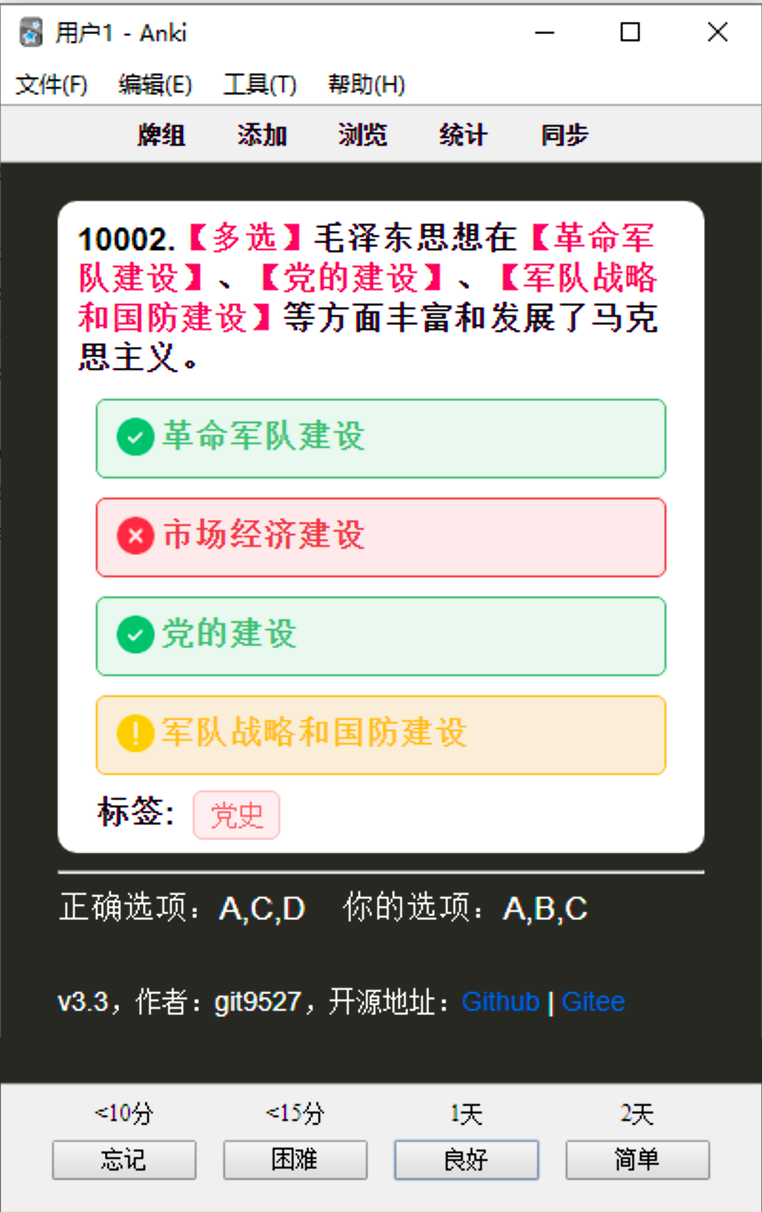 用户1 - Anki
文件(F) 编辑(E) 工具(T) 帮助(H)
牌组 添加 浏览 统计 同步
10002.【多选】毛泽东思想在【革命军
队建设】、【党的建设】、【军队战略
和国防建设】等方面丰富和发展了马克
思主义。
革命军队建设
市场经济建设
党的建设
军队战略和国防建设
标签: 党史
正确选项：A,C,D 你的选项：A,B,C
v3.3，作者：git9527，开源地址：Github | Gitee
<10分 <15分 1天 2天
忘记 困难 良好 简单